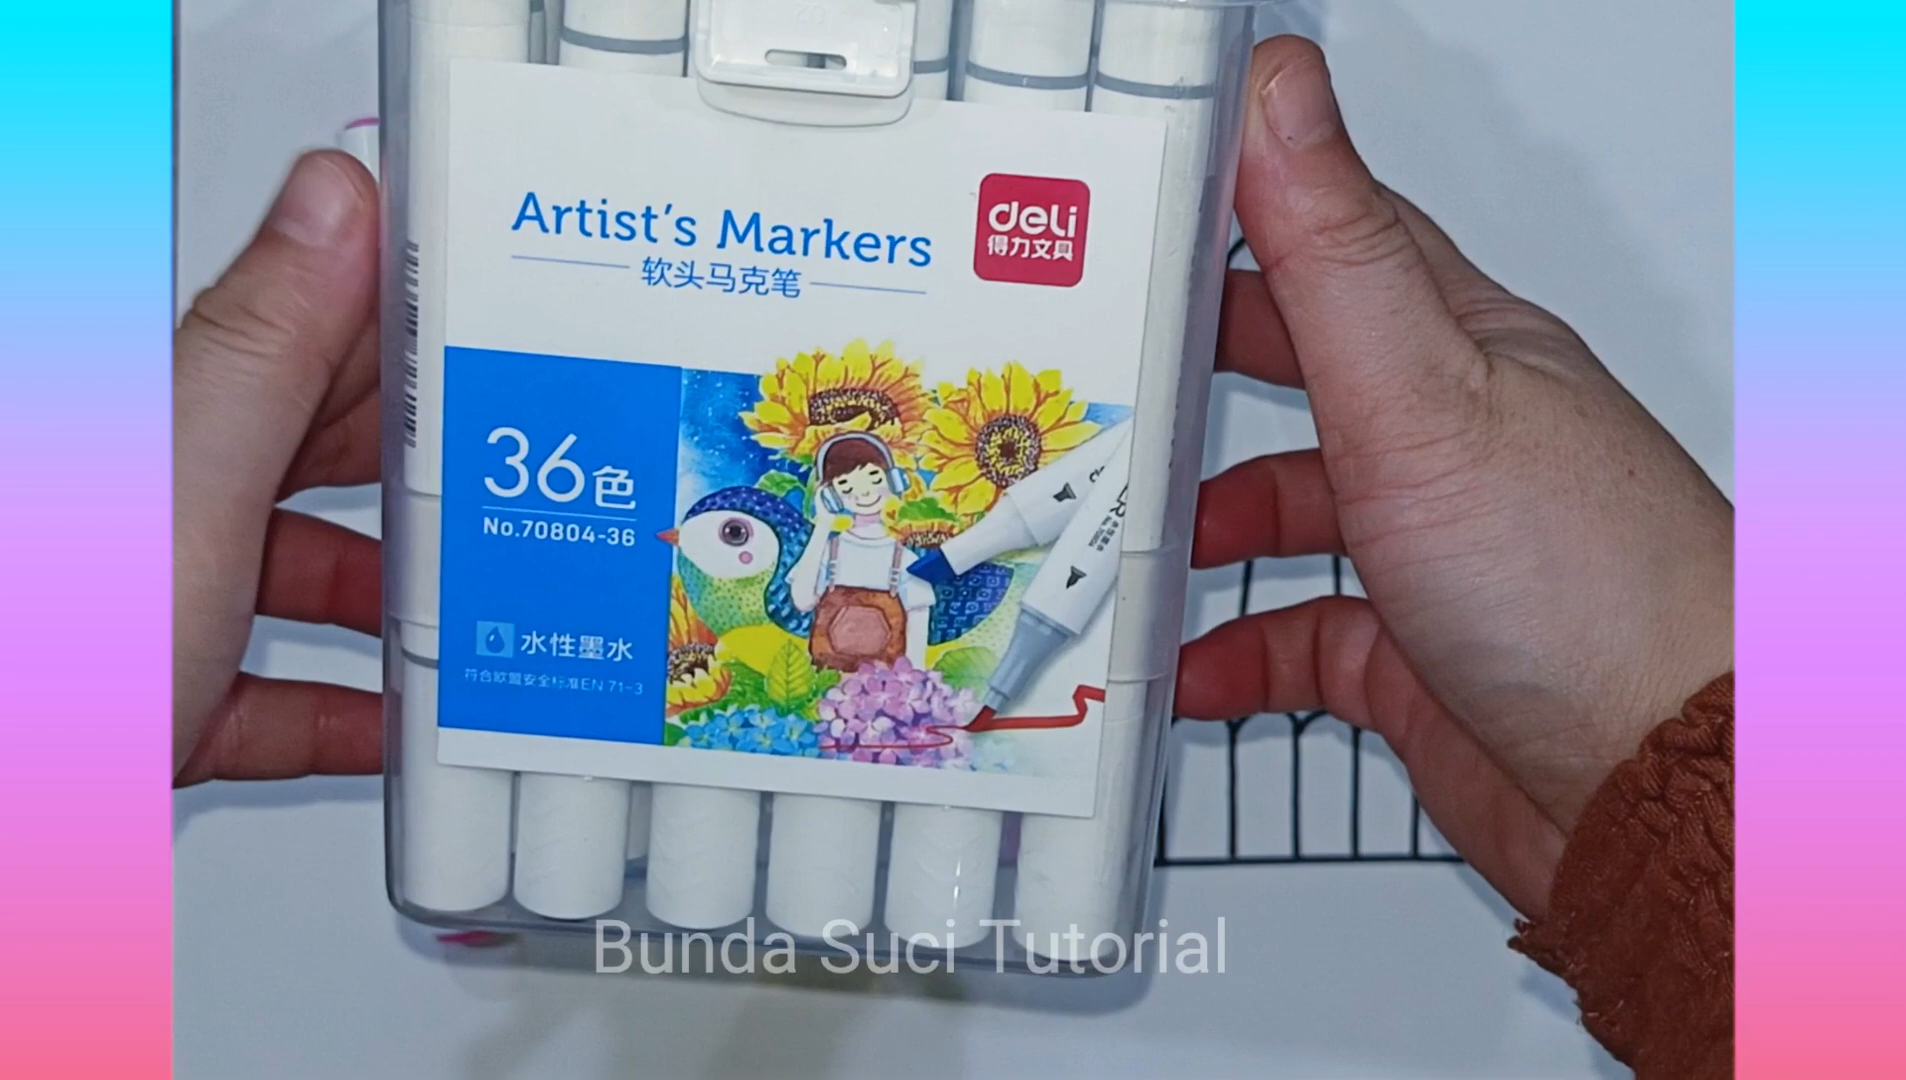 Artist's Markers
软头马克笔
deli
得力文具
36色
No.70804-36
水性墨水
符合欧盟安全标准EN 71-3
Bunda Suci Tutorial